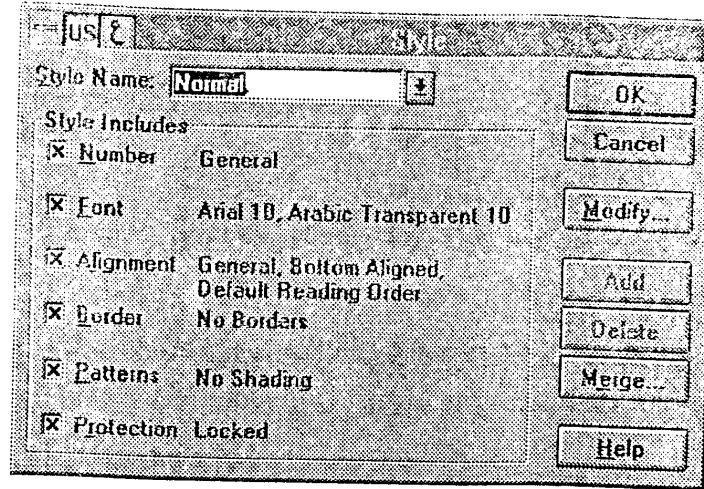 US ع
Style
Style Name: Normal
OK
Style Includes
Cancel
Number General
Font Arial 10, Arabic Transparent 10
Modify...
Alignment General, Bottom Aligned,
Default Reading Order
Add
Border No Borders
Delete
Patterns No Shading
Merge...
Protection Locked
Help